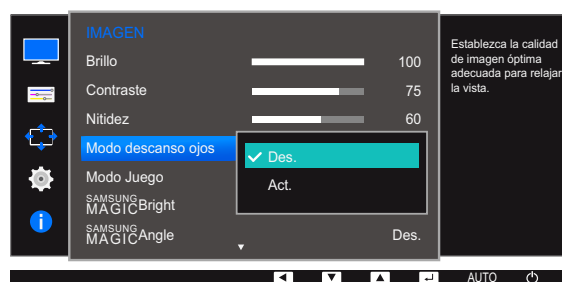 IMAGEN
Brillo 100
Contraste 75
Nitidez 60
Modo descanso ojos
Des.
Act.
Modo Juego
SAMSUNG MAGICBright
SAMSUNG MAGICAngle Des.
Establezca la calidad
de imagen óptima
adecuada para relajar
la vista.
AUTO